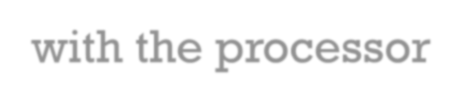 with the processor